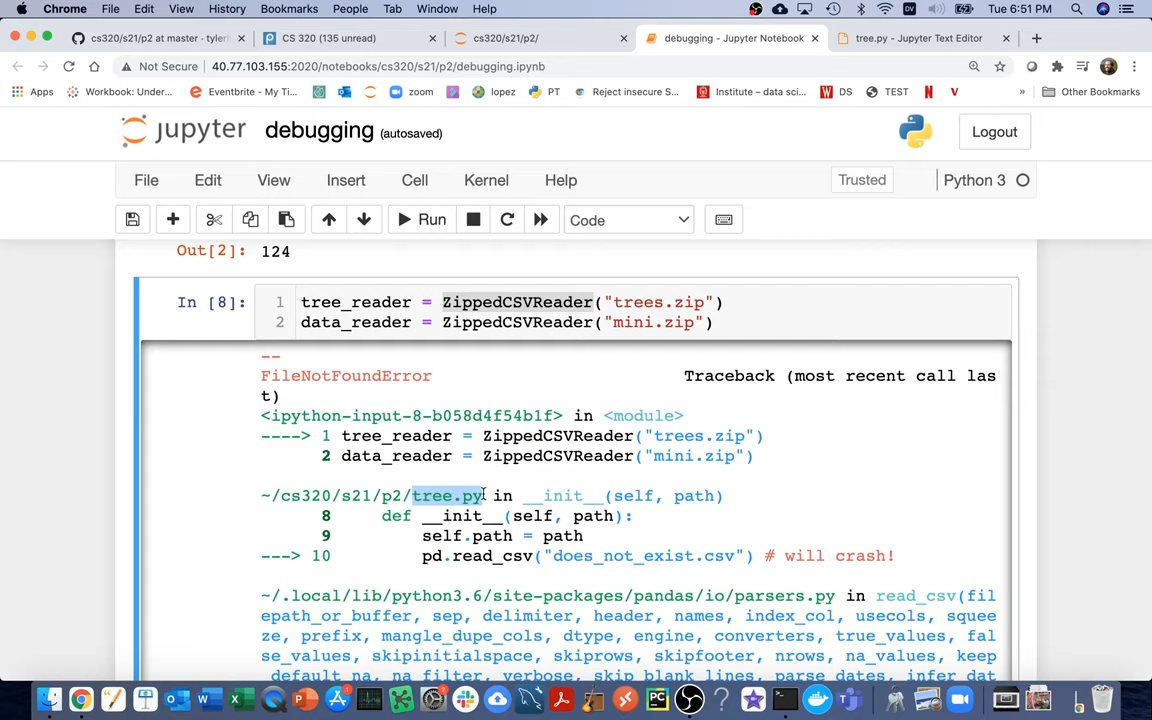 Chrome File Edit View History Bookmarks People Tab Window Help Tue 6:51 PM
cs320/s21/p2 at master · tylerh × CS 320 (135 unread) × cs320/s21/p2/ × debugging - Jupyter Notebook × tree.py - Jupyter Text Editor × +
Not Secure 40.77.103.155:2020/notebooks/cs320/s21/p2/debugging.ipynb
Apps Workbook: Under... Eventbrite - My Ti... zoom lopez PT Reject insecure S... Institute – data sci... W DS TEST N V » Other Bookmarks
jupyter debugging (autosaved) Logout
File Edit View Insert Cell Kernel Help Trusted Python 3
Run Code
Out[2]: 124
In [8]: 1 tree_reader = ZippedCSVReader("trees.zip")
2 data_reader = ZippedCSVReader("mini.zip")
--
FileNotFoundError Traceback (most recent call las
t)
<ipython-input-8-b058d4f54b1f> in <module>
----> 1 tree_reader = ZippedCSVReader("trees.zip")
2 data_reader = ZippedCSVReader("mini.zip")
~/cs320/s21/p2/tree.py in __init__(self, path)
8 def __init__(self, path):
9 self.path = path
---> 10 pd.read_csv("does_not_exist.csv") # will crash!
~/.local/lib/python3.6/site-packages/pandas/io/parsers.py in read_csv(fil
epath_or_buffer, sep, delimiter, header, names, index_col, usecols, squee
ze, prefix, mangle_dupe_cols, dtype, engine, converters, true_values, fal
se_values, skipinitialspace, skiprows, skipfooter, nrows, na_values, keep
_default_na, na_filter, verbose, skip_blank_lines, parse_dates, infer_dat